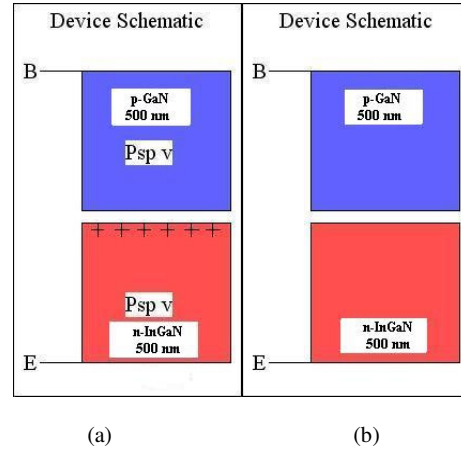 Device Schematic
B
p-GaN
500 nm
Psp v
+ + + + + +
Psp v
n-InGaN
500 nm
E
(a)
Device Schematic
B
p-GaN
500 nm
n-InGaN
500 nm
E
(b)